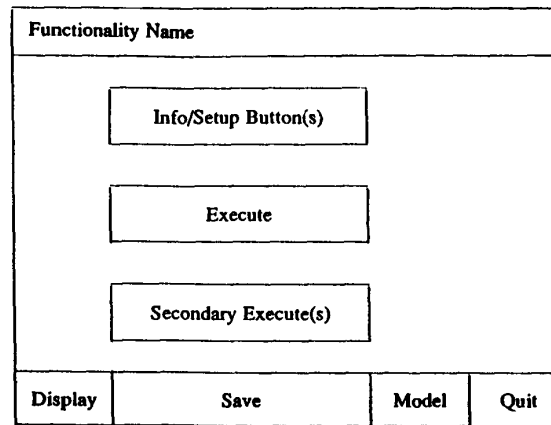 Functionality Name
Info/Setup Button(s)
Execute
Secondary Execute(s)
Display Save Model Quit